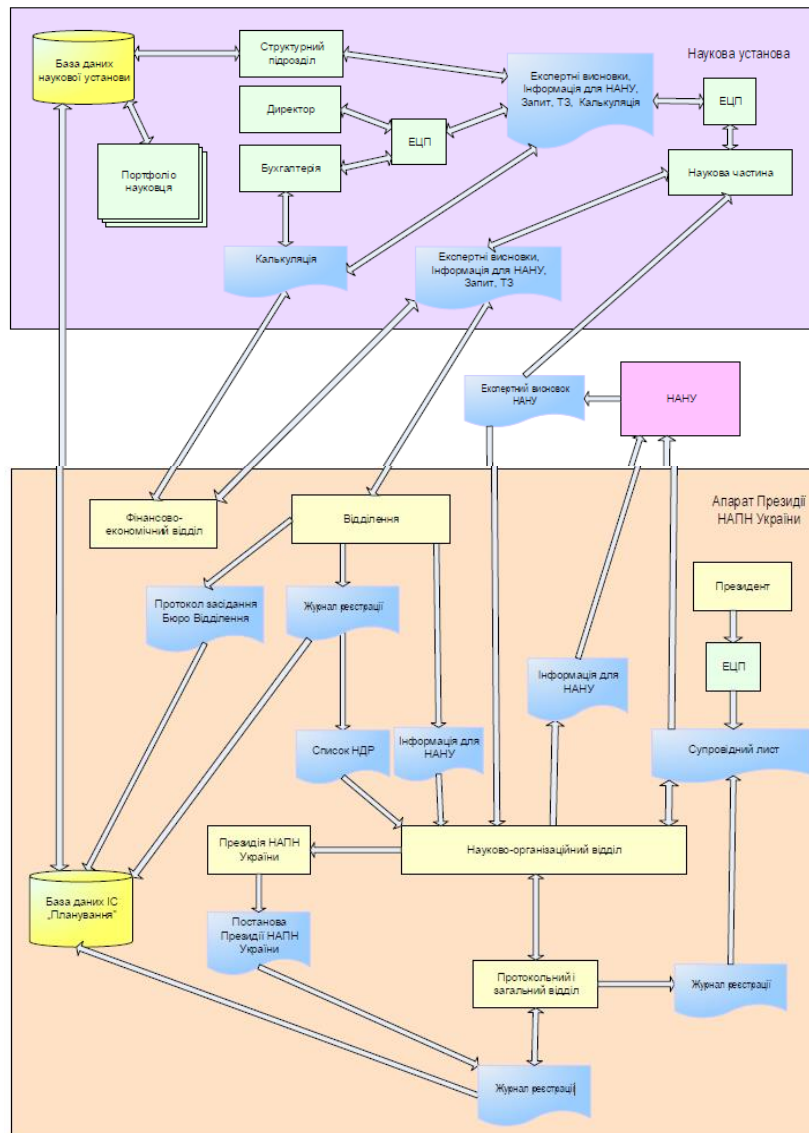 База даних
наукової установи
Структурний
підрозділ
Експертні висновки,
Інформація для НАНУ,
Запит, ТЗ, Калькуляція
Наукова установа
ЕЦП
Директор
ЕЦП
Бухгалтерія
Портфоліо
науковця
Наукова частина
Калькуляція
Експертні висновки,
Інформація для НАНУ,
Запит, ТЗ
Експертний висновок
НАНУ
НАНУ
Фінансово-
економічний відділ
Відділення
Апарат Президії
НАПН України
Протокол засідання
Бюро Відділення
Журнал реєстрації
Президент
ЕЦП
Інформація для
НАНУ
Список НДР
Інформація для
НАНУ
Супровідний лист
Президія НАПН
України
Науково-організаційний відділ
База даних ІС
„Планування”
Постанова
Президії НАПН
України
Протокольний і
загальний відділ
Журнал реєстрації
Журнал реєстрації